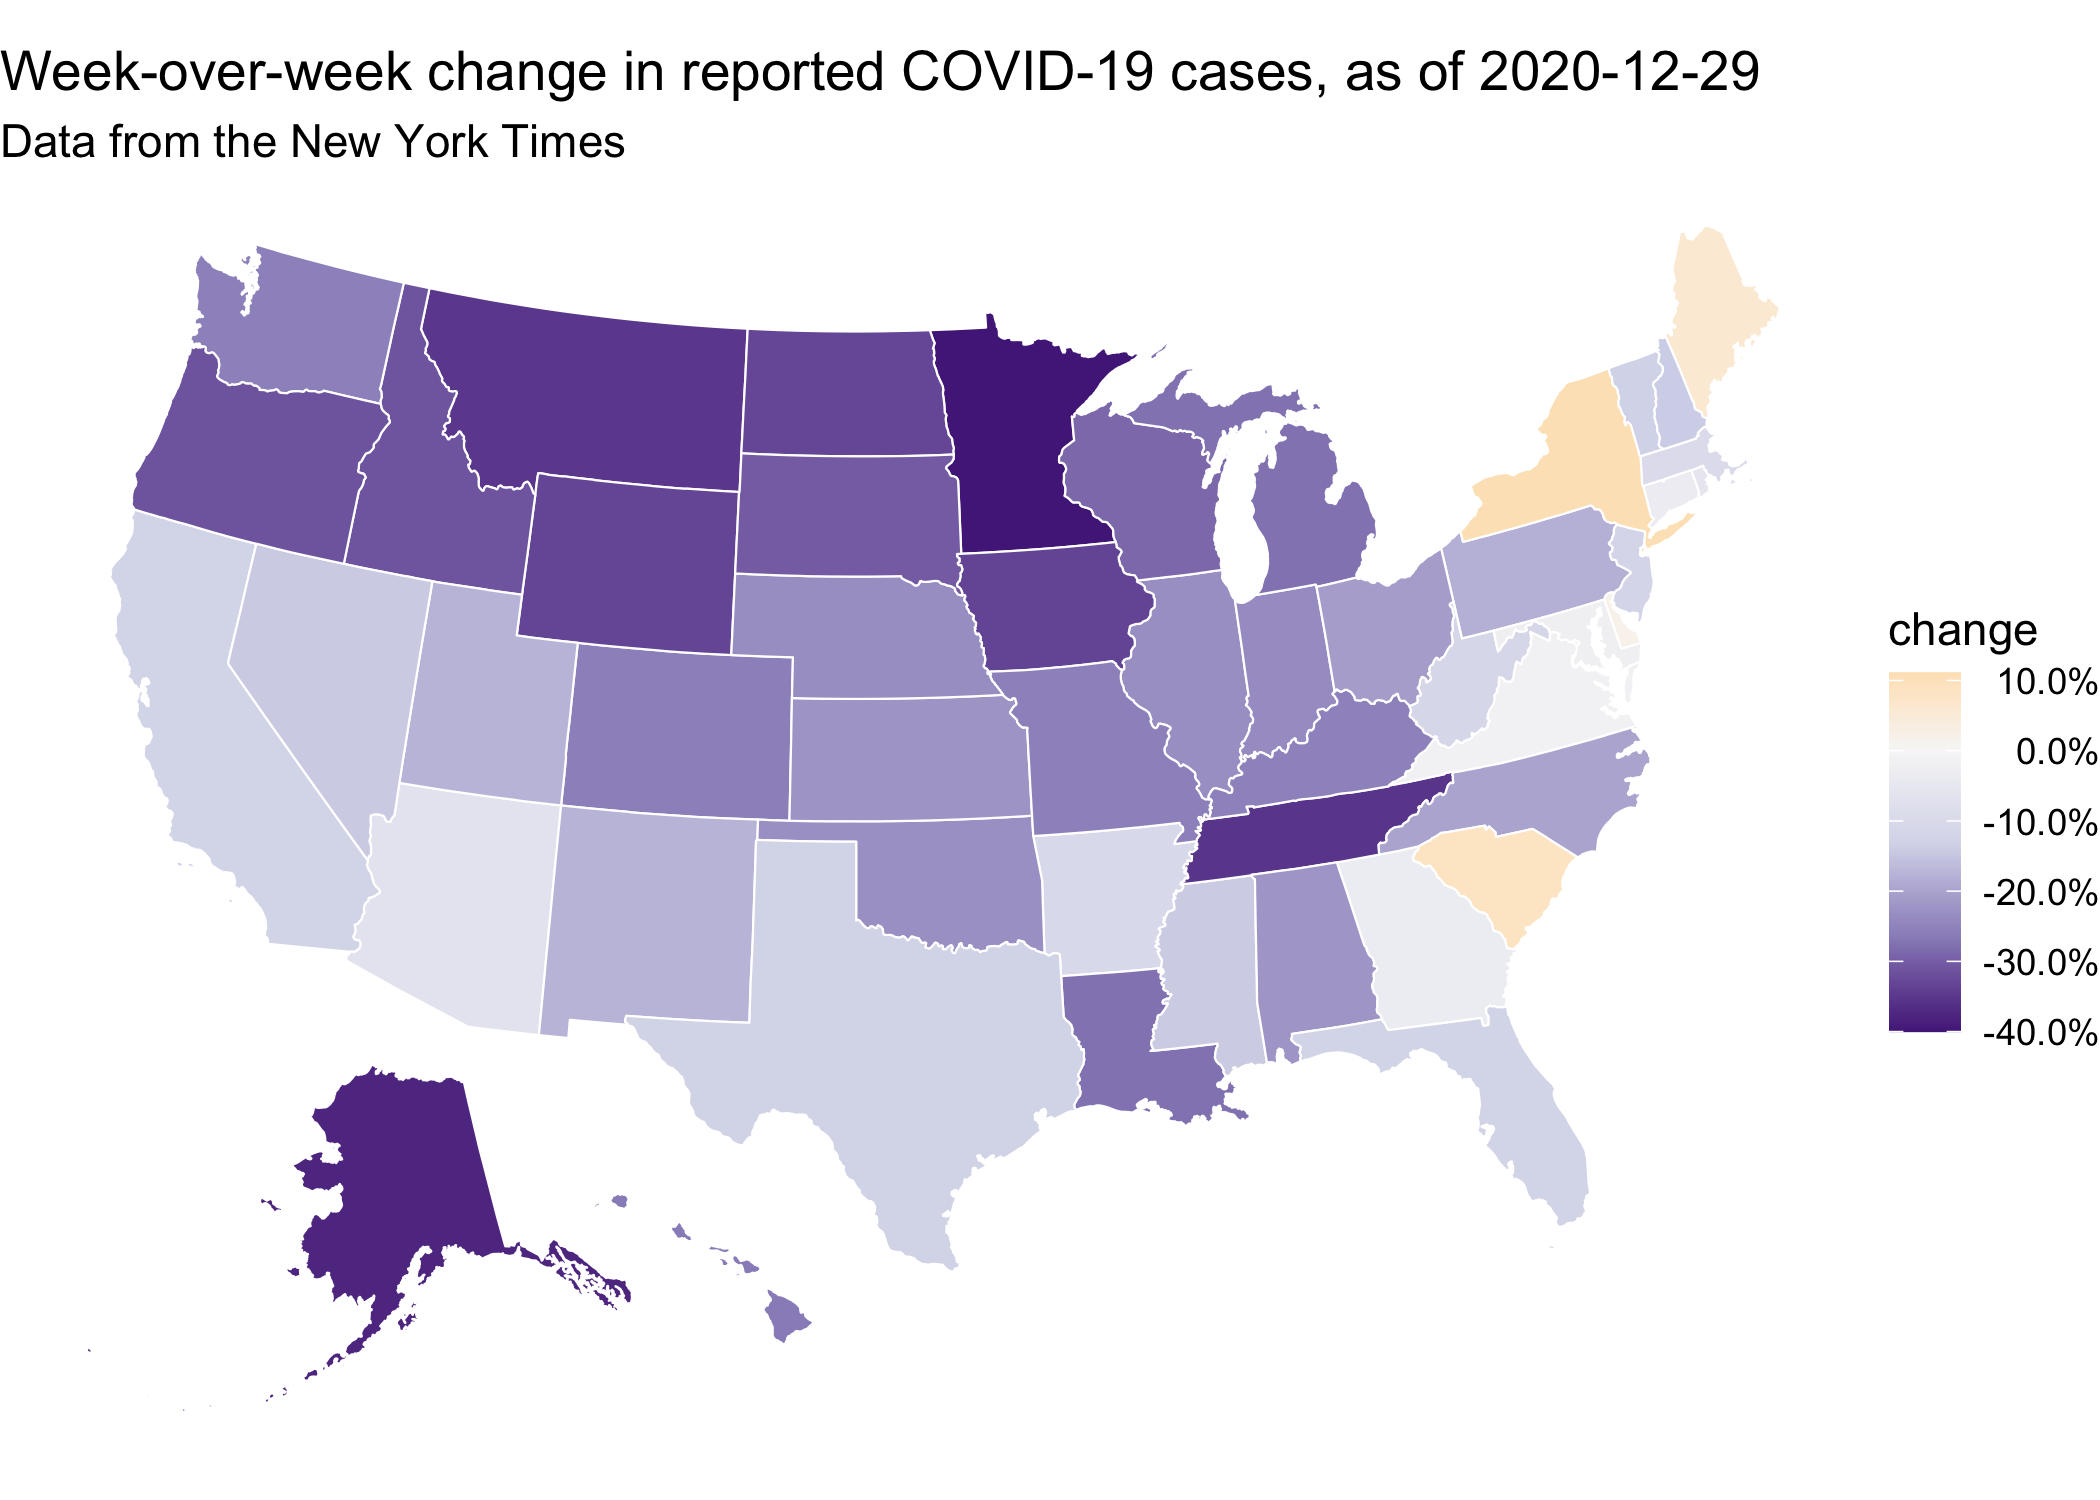 Week-over-week change in reported COVID-19 cases, as of 2020-12-29
Data from the New York Times
change
10.0%
0.0%
-10.0%
-20.0%
-30.0%
-40.0%